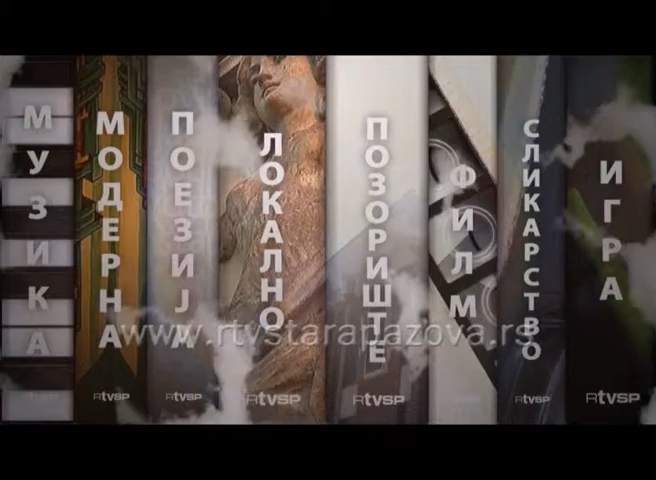 МУЗИКА
МОДЕРНА
ПОЕЗИЈА
ЛОКАЛНО
ПОЗОРИШТЕ
ФИЛМ
СЛИКАРСТВО
ИГРА
www.rtvstarapazova.rs
RTVSP
RTVSP
RTVSP
RTVSP
RTVSP
RTVSP